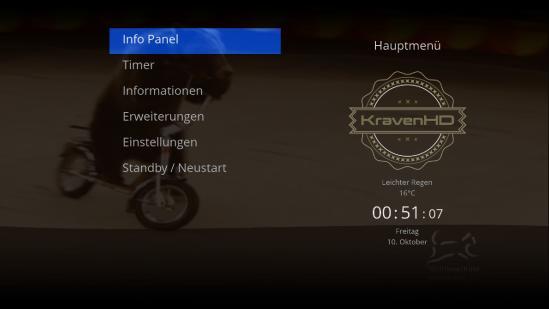 Info Panel
Timer
Informationen
Erweiterungen
Einstellungen
Standby / Neustart
Hauptmenü
KravenHD
Leichter Regen
16°C
00:51:07
Freitag
10. Oktober